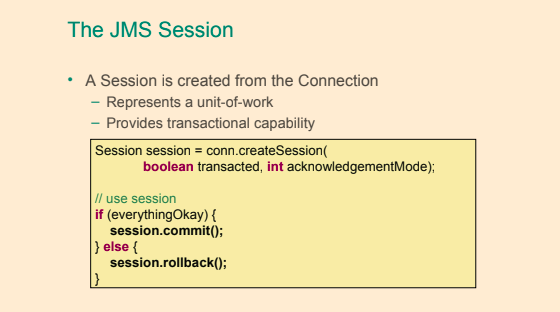 The JMS Session
• A Session is created from the Connection
– Represents a unit-of-work
– Provides transactional capability
Session session = conn.createSession(
boolean transacted, int acknowledgementMode);
// use session
if (everythingOkay) {
session.commit();
} else {
session.rollback();
}